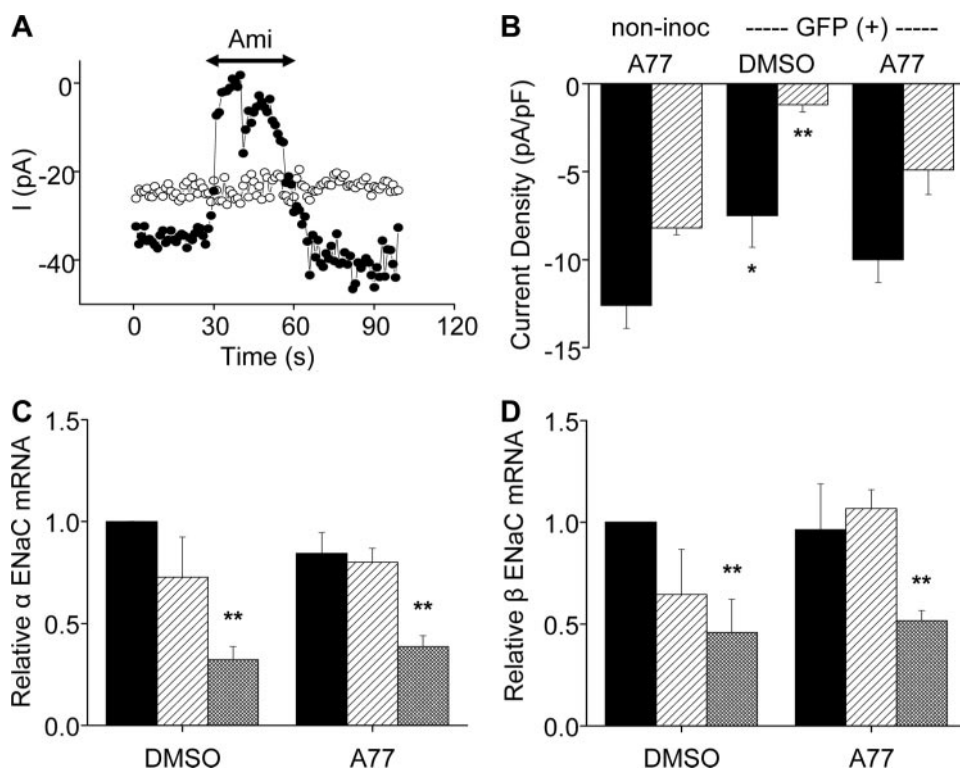 A
Ami
0
-20
-40
I (pA)
0 30 60 90 120
Time (s)
B
non-inoc ----- GFP (+) -----
A77 DMSO A77
0
-5
-10
-15
Current Density (pA/pF)
*
**
C
1.5
1.0
0.5
0.0
Relative α ENaC mRNA
** **
DMSO A77
D
1.5
1.0
0.5
0.0
Relative β ENaC mRNA
** **
DMSO A77